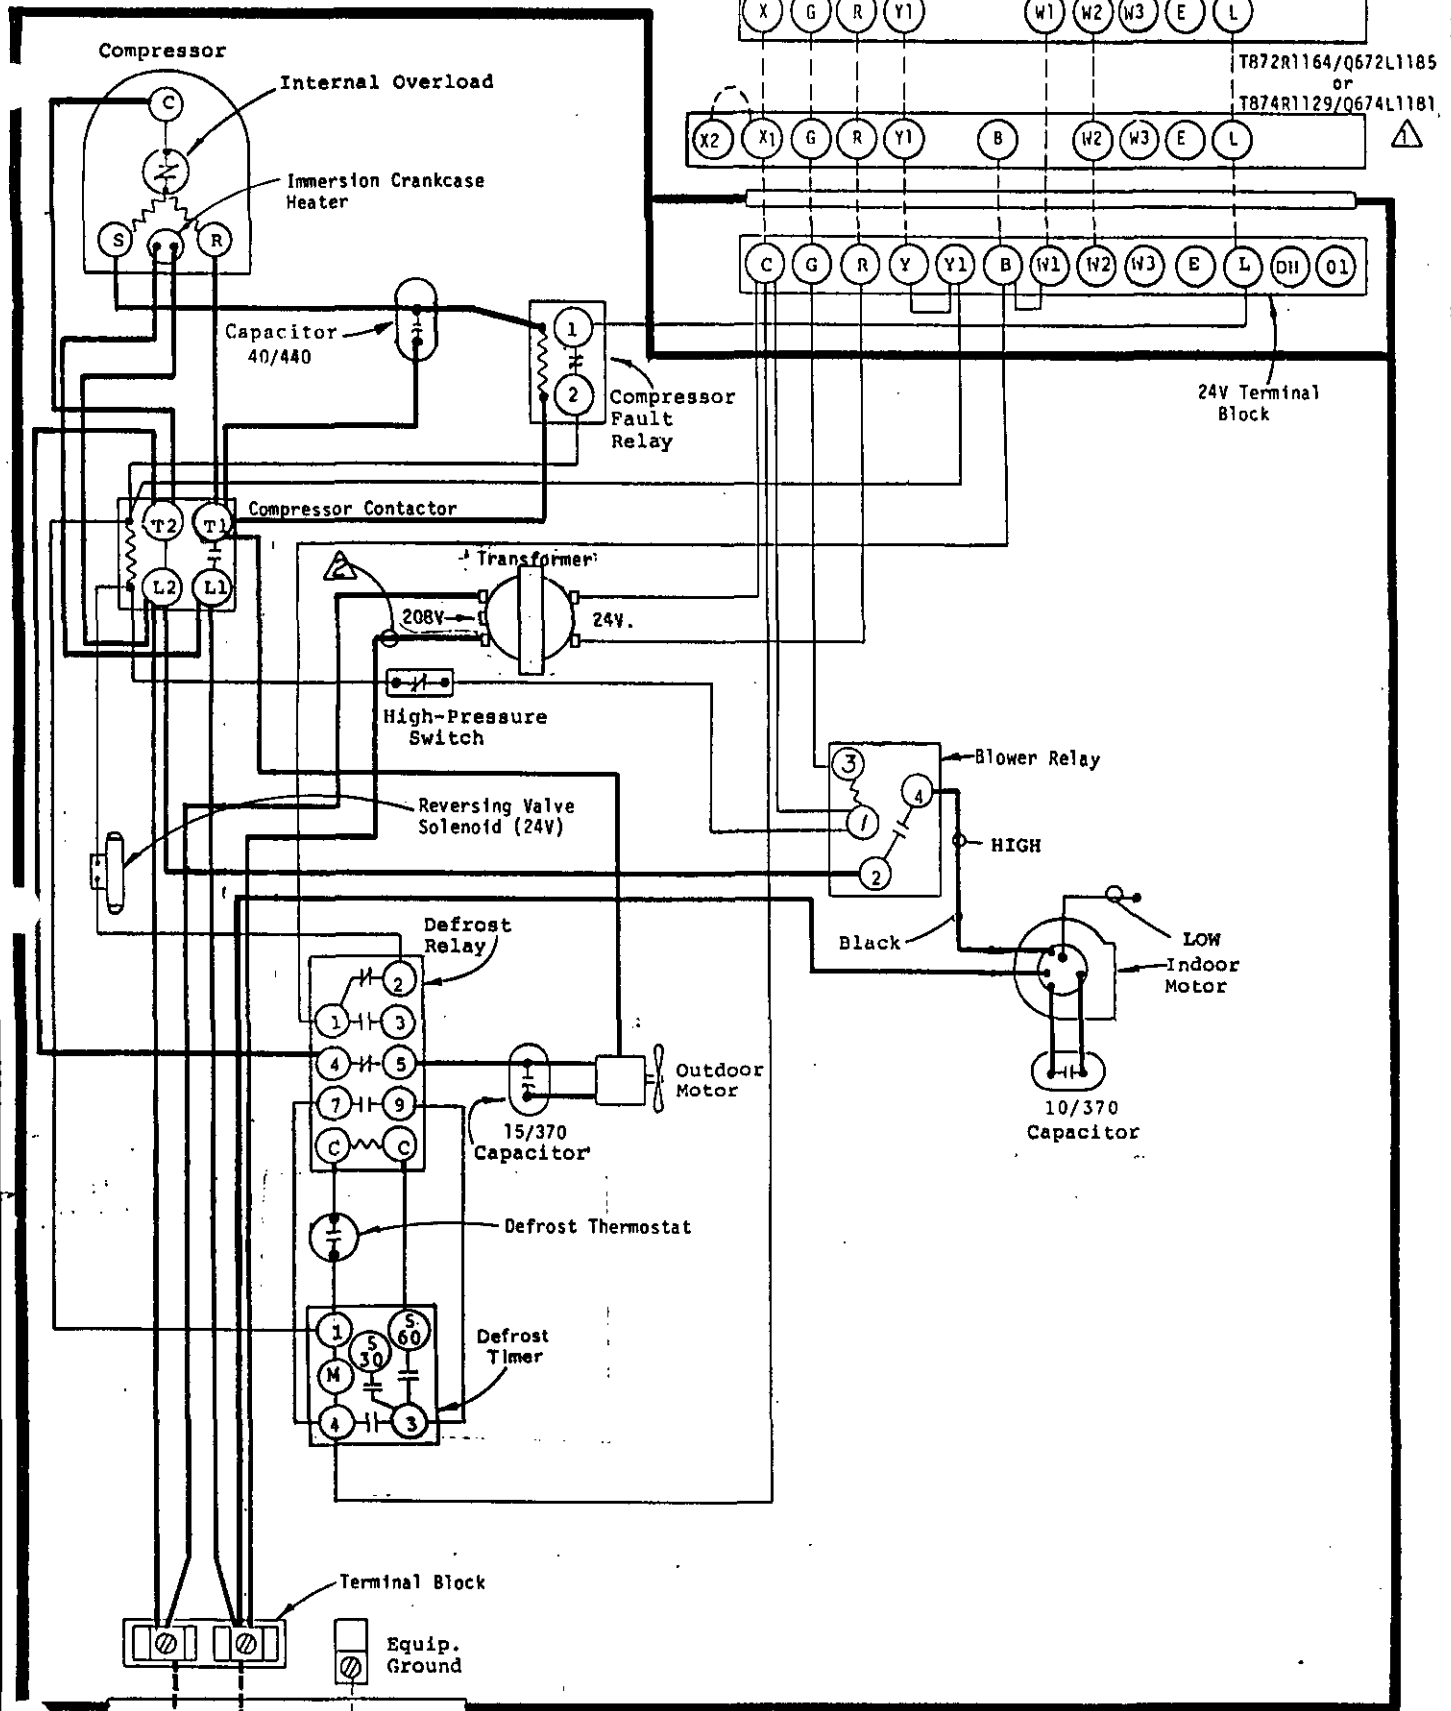 X G R Y1 W1 W2 W3 E L
T872R1164/Q672L1185
or
T874R1129/Q674L1181
X2 X1 G R Y1 B W2 W3 E L
1
C G R Y Y1 B W1 W2 W3 E L DH O1
24V Terminal
Block
Compressor
Internal Overload
C
Immersion Crankcase
Heater
S R
Capacitor
40/440
1
2
Compressor
Fault
Relay
Compressor Contactor
T2 T1
L2 L1
2
Transformer
208V
24V.
High-Pressure
Switch
Reversing Valve
Solenoid (24V)
Blower Relay
3
4
1
2
HIGH
Black
LOW
Indoor
Motor
10/370
Capacitor
Defrost
Relay
2
1 3
4 5
7 9
C C
Outdoor
Motor
15/370
Capacitor
Defrost Thermostat
1
S
30
S
60
M
4 3
Defrost
Timer
Terminal Block
Equip.
Ground